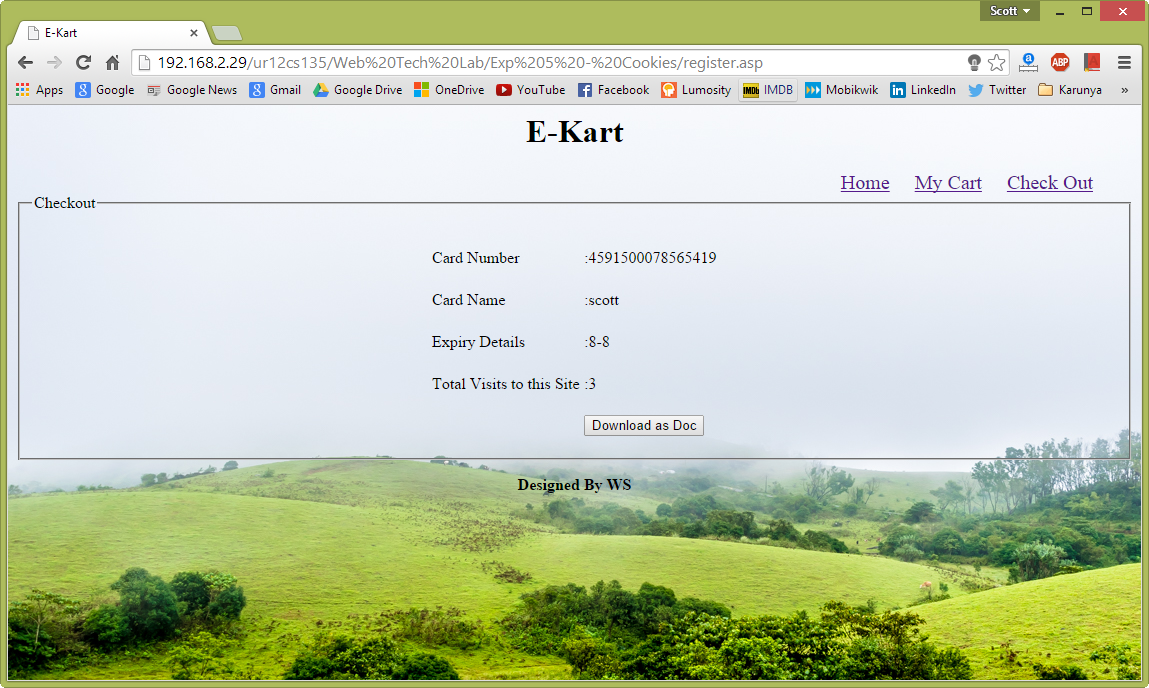 Scott
E-Kart
192.168.2.29/ur12cs135/Web%20Tech%20Lab/Exp%205%20-%20Cookies/register.asp
Apps Google Google News Gmail Google Drive OneDrive YouTube Facebook Lumosity IMDB Mobikwik LinkedIn Twitter Karunya »
E-Kart
Home My Cart Check Out
Checkout
Card Number :4591500078565419
Card Name :scott
Expiry Details :8-8
Total Visits to this Site :3
Download as Doc
Designed By WS